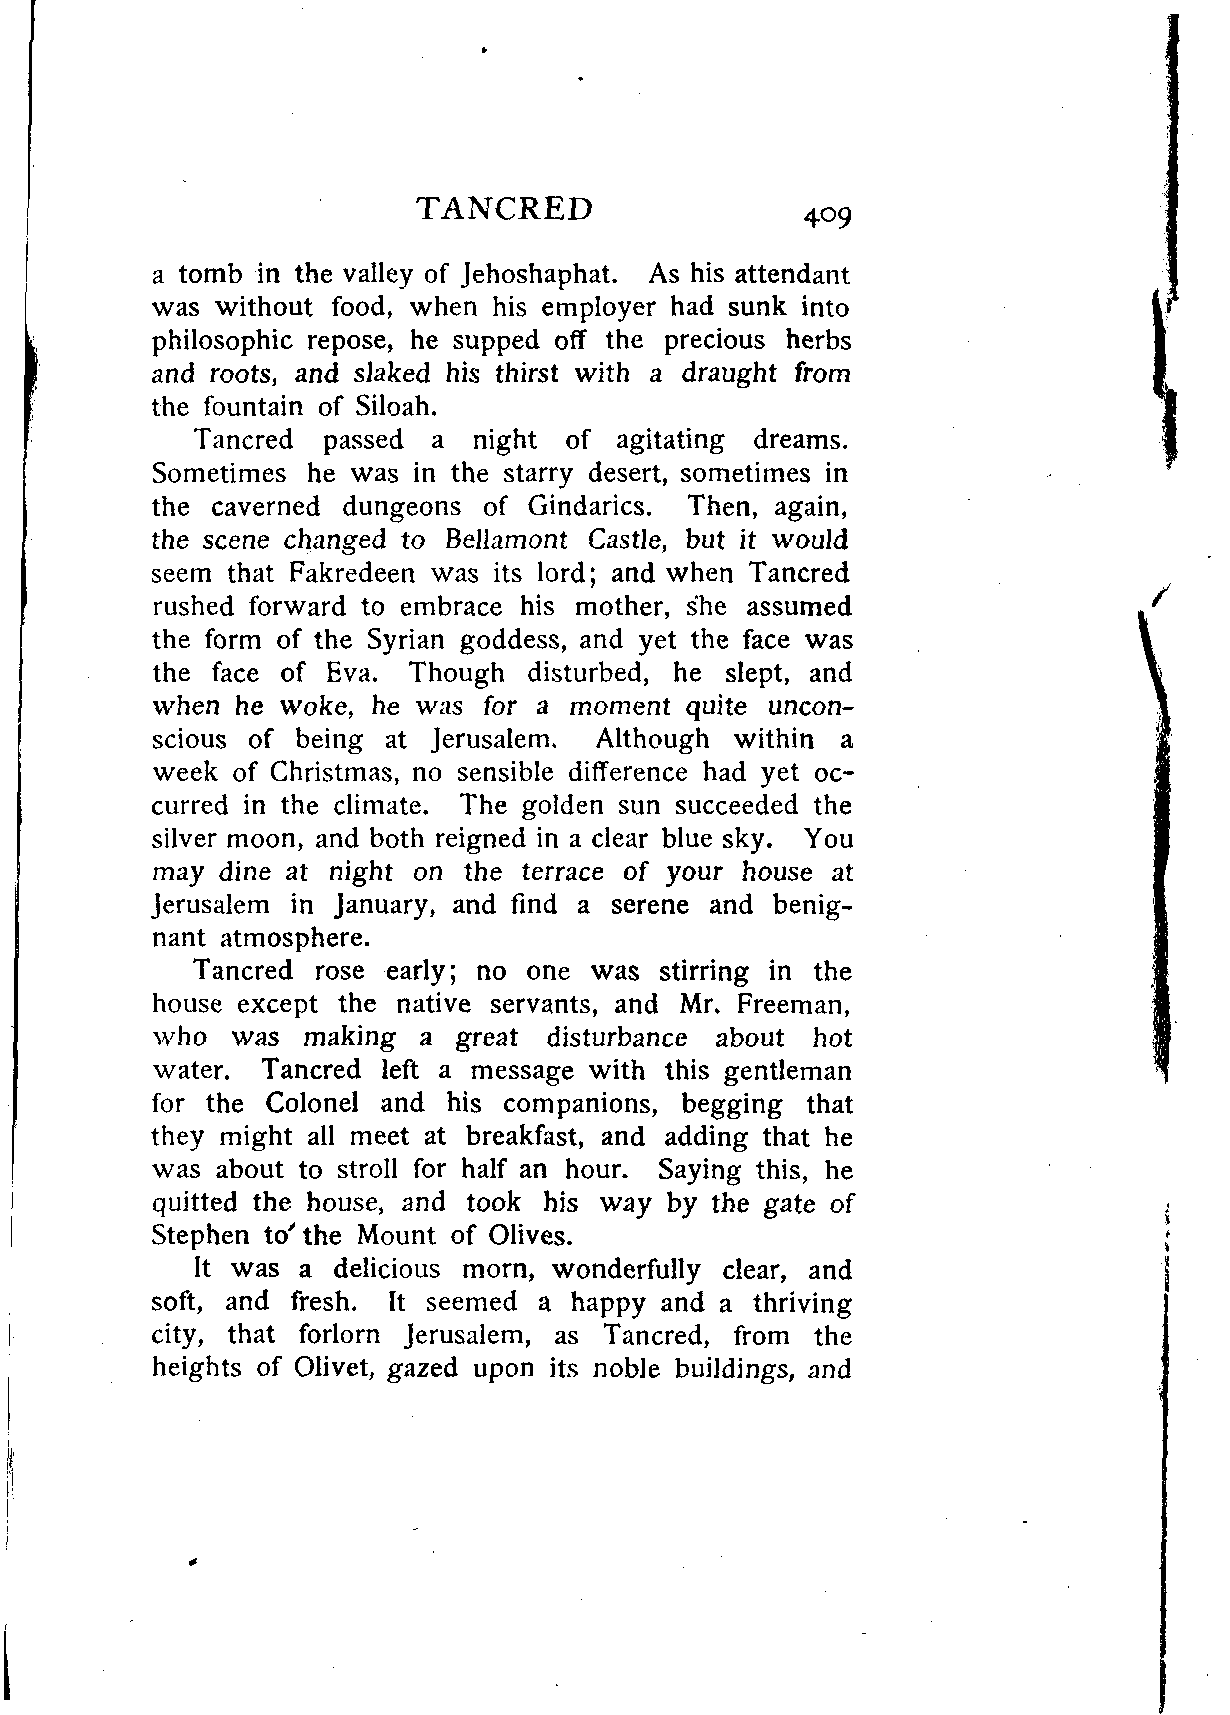 TANCRED 409
a tomb in the valley of Jehoshaphat. As his attendant
was without food, when his employer had sunk into
philosophic repose, he supped off the precious herbs
and roots, and slaked his thirst with a draught from
the fountain of Siloah.
Tancred passed a night of agitating dreams.
Sometimes he was in the starry desert, sometimes in
the caverned dungeons of Gindarics. Then, again,
the scene changed to Bellamont Castle, but it would
seem that Fakredeen was its lord; and when Tancred
rushed forward to embrace his mother, she assumed
the form of the Syrian goddess, and yet the face was
the face of Eva. Though disturbed, he slept, and
when he woke, he was for a moment quite uncon-
scious of being at Jerusalem. Although within a
week of Christmas, no sensible difference had yet oc-
curred in the climate. The golden sun succeeded the
silver moon, and both reigned in a clear blue sky. You
may dine at night on the terrace of your house at
Jerusalem in January, and find a serene and benig-
nant atmosphere.
Tancred rose early; no one was stirring in the
house except the native servants, and Mr. Freeman,
who was making a great disturbance about hot
water. Tancred left a message with this gentleman
for the Colonel and his companions, begging that
they might all meet at breakfast, and adding that he
was about to stroll for half an hour. Saying this, he
quitted the house, and took his way by the gate of
Stephen to the Mount of Olives.
It was a delicious morn, wonderfully clear, and
soft, and fresh. It seemed a happy and a thriving
city, that forlorn Jerusalem, as Tancred, from the
heights of Olivet, gazed upon its noble buildings, and